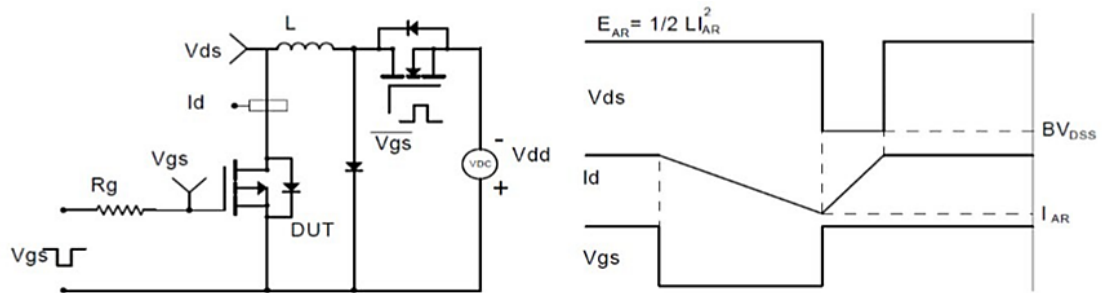 L
Vds
Id
Vgs
Vgs
Rg
DUT
Vgs
-
VDC
+
Vdd
E_AR = 1/2 LI_AR^2
Vds
BV_DSS
Id
I_AR
Vgs